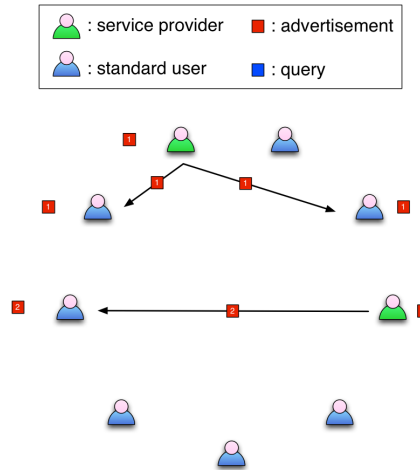 : service provider : advertisement
: standard user : query
1
1 1
1 1
2 2